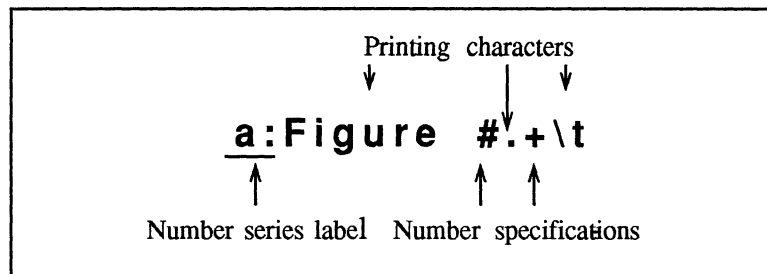 Printing characters
a:Figure #.+\t
Number series label Number specifications